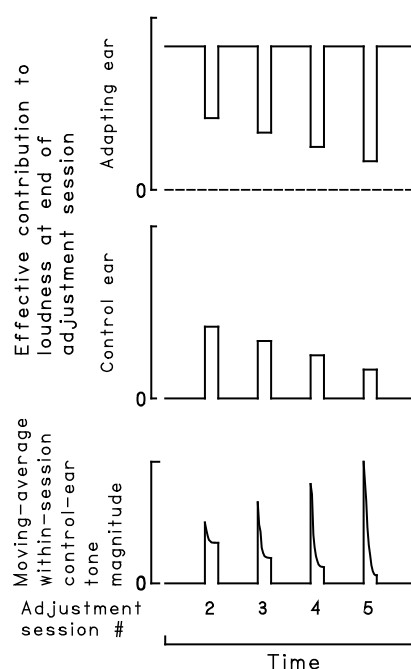 Effective contribution to
loudness at end of
adjustment session
Adapting ear
0
Control ear
0
Moving-average
within-session
control-ear
tone
magnitude
0
Adjustment
session #
2 3 4 5
Time